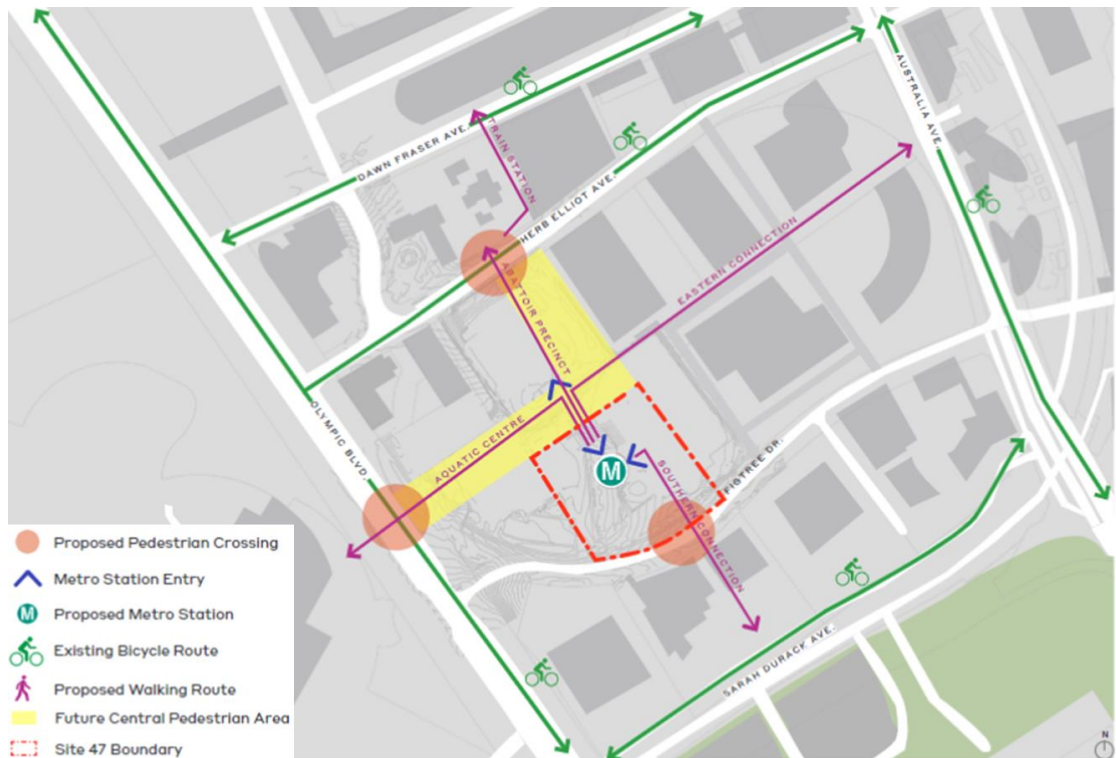 AUSTRALIA AVE.
TRAIN STATION
DAWN FRASER AVE.
HERB ELLIOT AVE.
EASTERN CONNECTION
ABATTOIR PRECINCT
OLYMPIC BLVD.
AQUATIC CENTRE
FIGTREE DR.
M
SOUTHERN CONNECTION
SARAH DURACK AVE.
Proposed Pedestrian Crossing
Metro Station Entry
M Proposed Metro Station
Existing Bicycle Route
Proposed Walking Route
Future Central Pedestrian Area
Site 47 Boundary
N